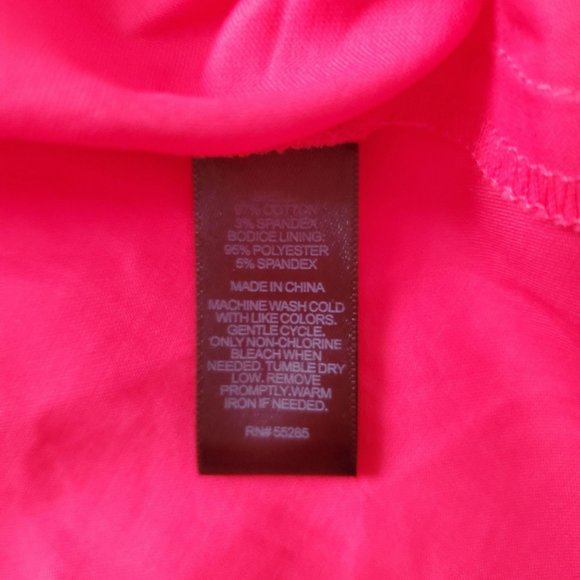 97% COTTON
3% SPANDEX
BODICE LINING:
95% POLYESTER
5% SPANDEX
MADE IN CHINA
MACHINE WASH COLD
WITH LIKE COLORS.
GENTLE CYCLE.
ONLY NON-CHLORINE
BLEACH WHEN
NEEDED. TUMBLE DRY
LOW. REMOVE
PROMPTLY.WARM
IRON IF NEEDED.
RN# 55285